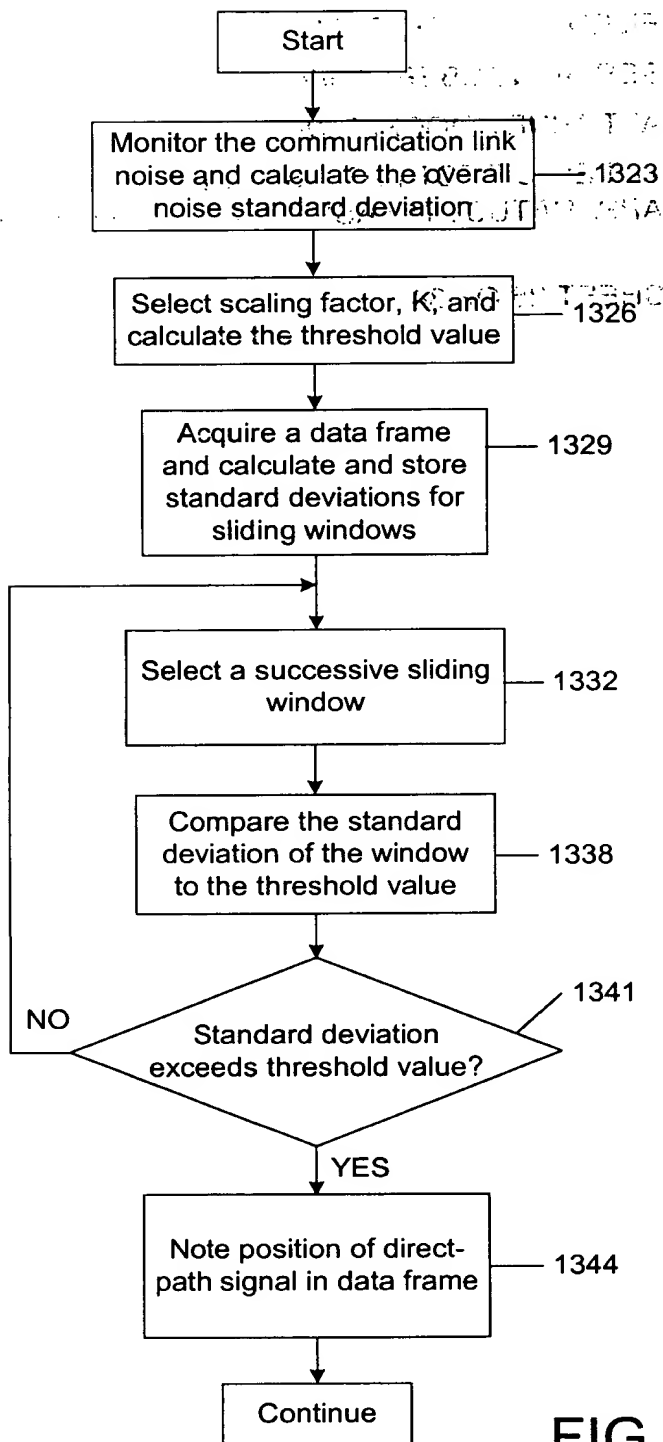 Start
Monitor the communication link
noise and calculate the overall
noise standard deviation
1323
Select scaling factor, K, and
calculate the threshold value
1326
Acquire a data frame
and calculate and store
standard deviations for
sliding windows
1329
Select a successive sliding
window
1332
Compare the standard
deviation of the window
to the threshold value
1338
NO
Standard deviation
exceeds threshold value?
1341
YES
Note position of direct-
path signal in data frame
1344
Continue
FIG